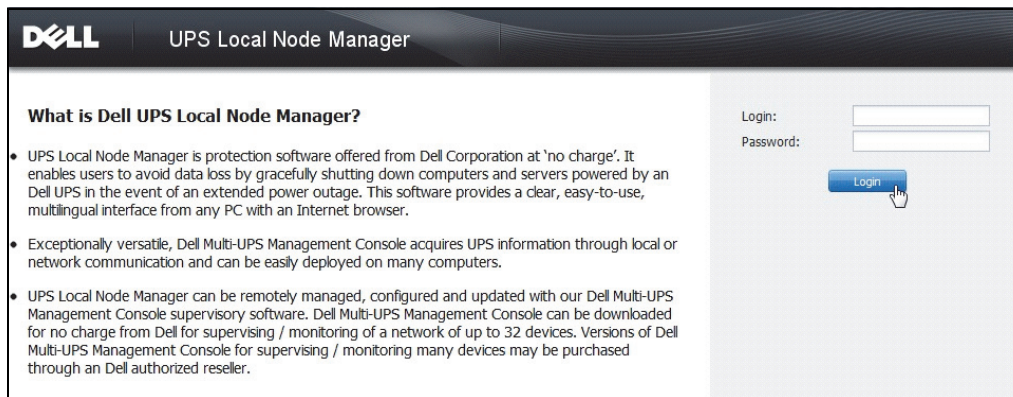 DELL UPS Local Node Manager
What is Dell UPS Local Node Manager?
• UPS Local Node Manager is protection software offered from Dell Corporation at 'no charge'. It
enables users to avoid data loss by gracefully shutting down computers and servers powered by an
Dell UPS in the event of an extended power outage. This software provides a clear, easy-to-use,
multilingual interface from any PC with an Internet browser.
• Exceptionally versatile, Dell Multi-UPS Management Console acquires UPS information through local or
network communication and can be easily deployed on many computers.
• UPS Local Node Manager can be remotely managed, configured and updated with our Dell Multi-UPS
Management Console supervisory software. Dell Multi-UPS Management Console can be downloaded
for no charge from Dell for supervising / monitoring of a network of up to 32 devices. Versions of Dell
Multi-UPS Management Console for supervising / monitoring many devices may be purchased
through an Dell authorized reseller.
Login:
Password:
Login